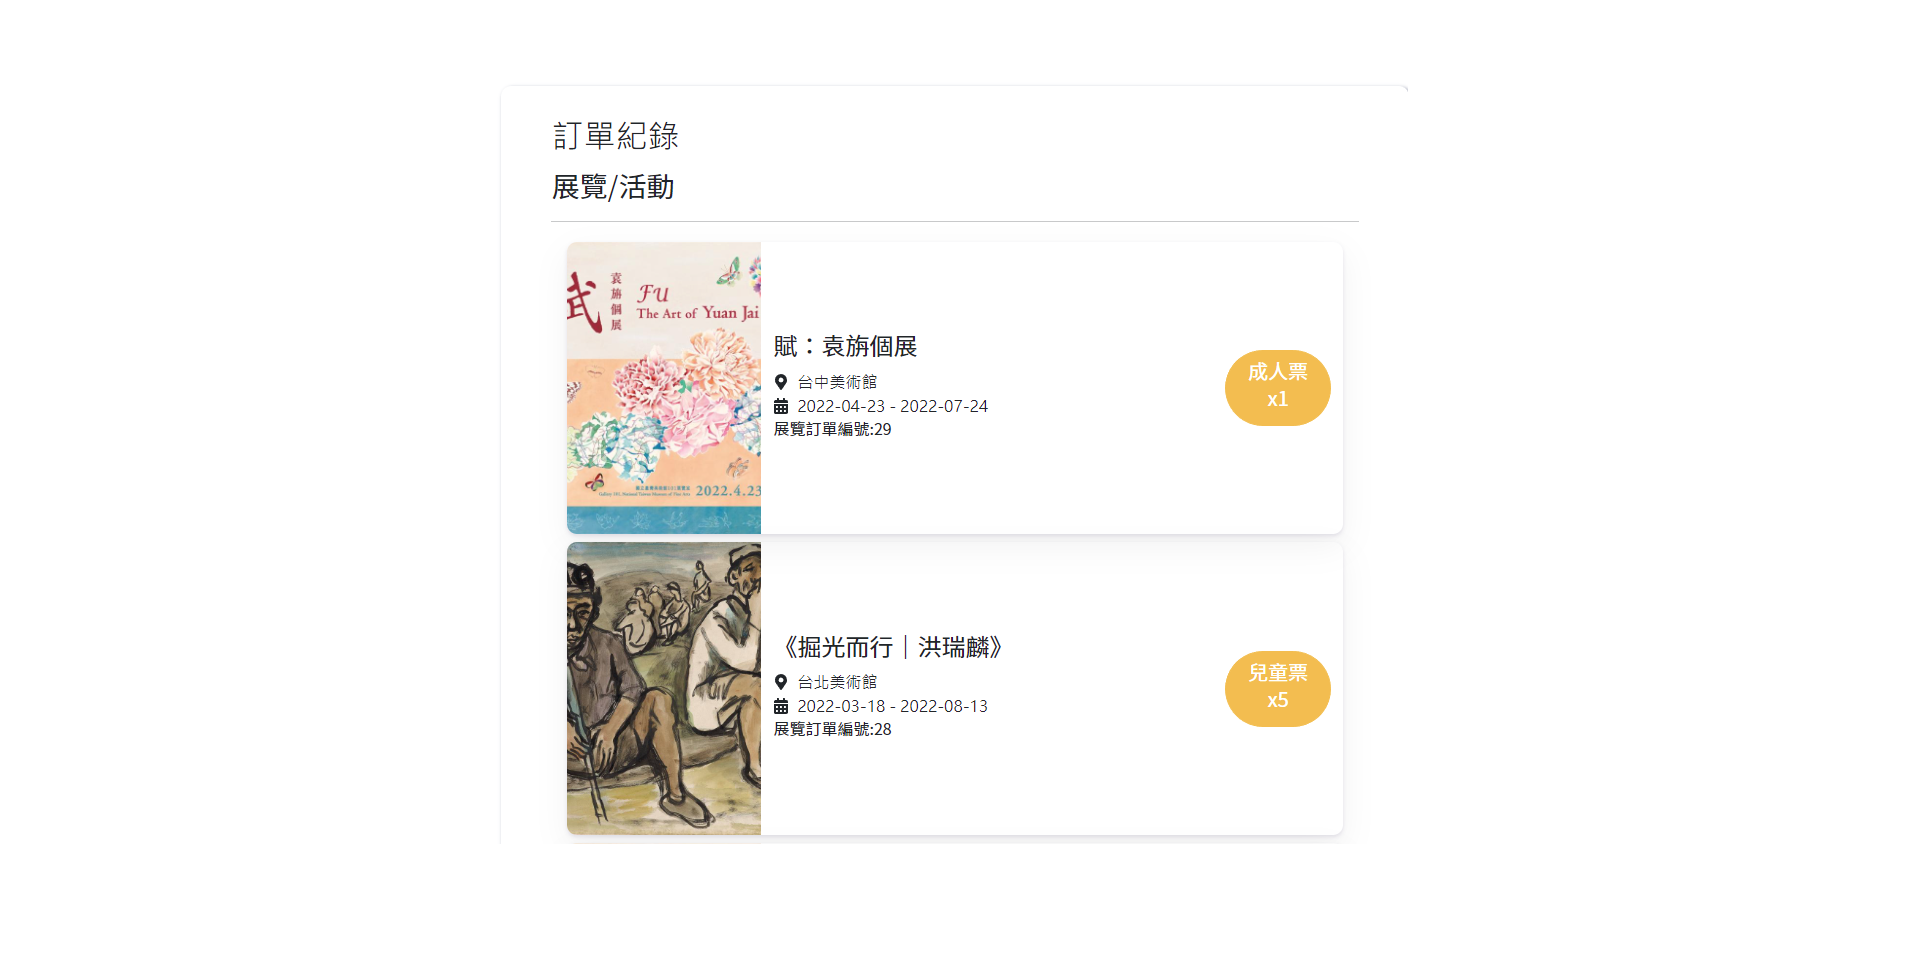 訂單紀錄
展覽/活動
袁旃個展
Fu
The Art of Yuan Jai
2022.4.23
賦：袁旃個展
台中美術館
2022-04-23 - 2022-07-24
展覽訂單編號:29
成人票
x1
《掘光而行｜洪瑞麟》
台北美術館
2022-03-18 - 2022-08-13
展覽訂單編號:28
兒童票
x5